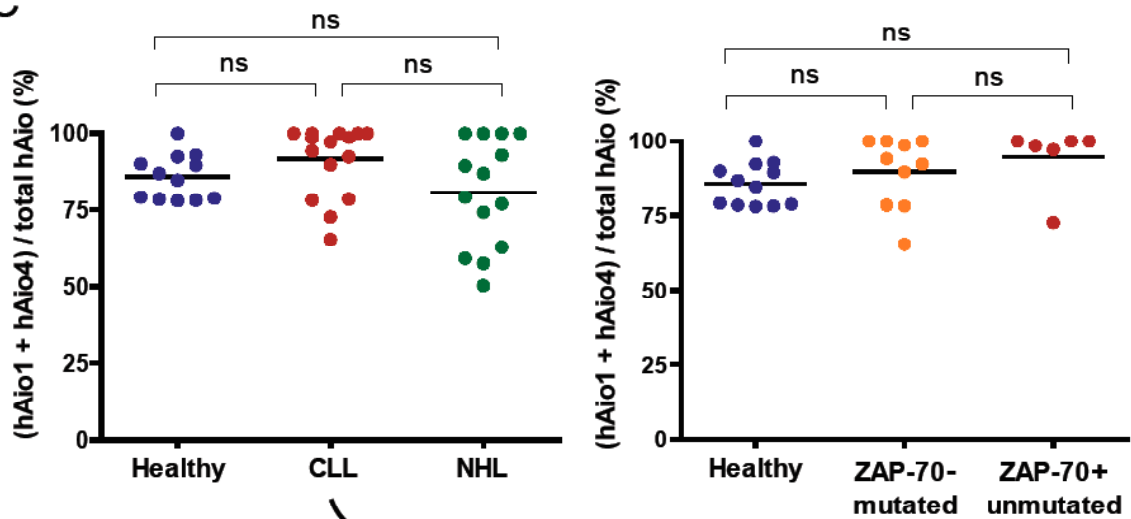 ns
ns ns
(hAio1 + hAio4) / total hAio (%)
100
75
50
25
0
Healthy CLL NHL
ns
ns ns
(hAio1 + hAio4) / total hAio (%)
100
75
50
25
0
Healthy ZAP-70- ZAP-70+
mutated unmutated